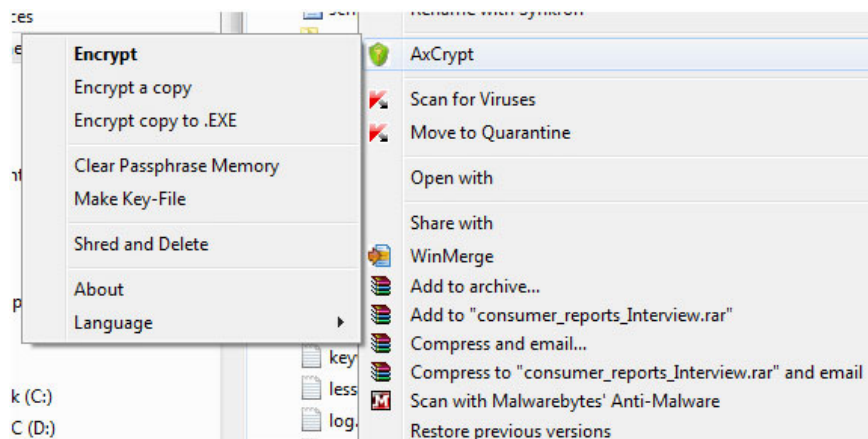 Encrypt
Encrypt a copy
Encrypt copy to .EXE
Clear Passphrase Memory
Make Key-File
Shred and Delete
About
Language
k (C:)
C (D:)
key
less
log.
Rename with Synkron
AxCrypt
Scan for Viruses
Move to Quarantine
Open with
Share with
WinMerge
Add to archive...
Add to "consumer_reports_Interview.rar"
Compress and email...
Compress to "consumer_reports_Interview.rar" and email
Scan with Malwarebytes' Anti-Malware
Restore previous versions